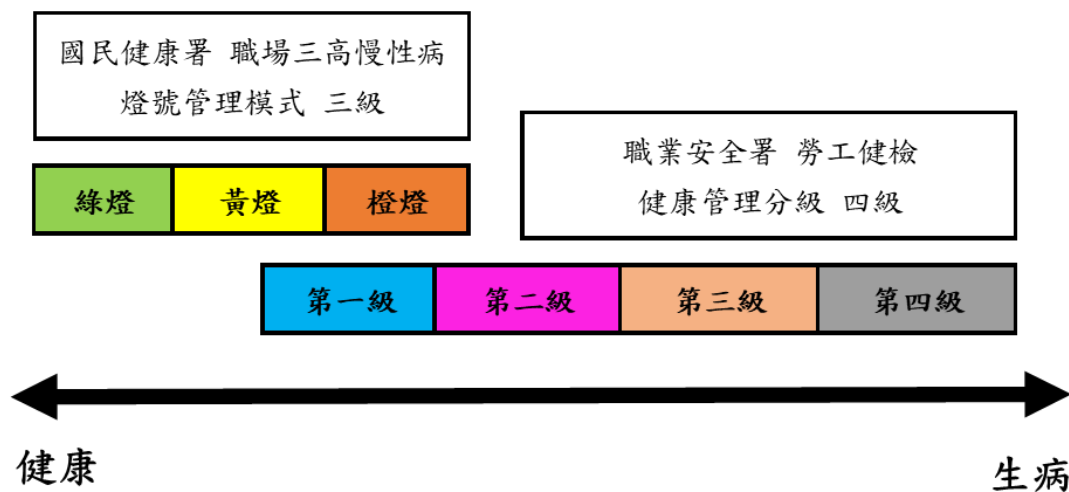 國民健康署 職場三高慢性病
燈號管理模式 三級
職業安全署 勞工健檢
健康管理分級 四級
綠燈
黃燈
橙燈
第一級
第二級
第三級
第四級
健康
生病